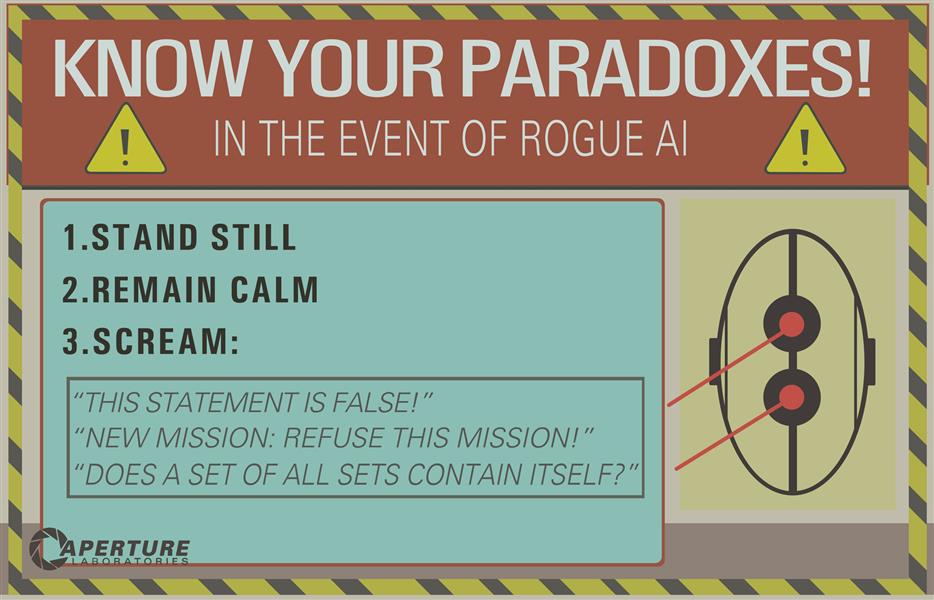 KNOW YOUR PARADOXES!
! !
IN THE EVENT OF ROGUE AI
1.STAND STILL
2.REMAIN CALM
3.SCREAM:
“THIS STATEMENT IS FALSE!”
“NEW MISSION: REFUSE THIS MISSION!”
“DOES A SET OF ALL SETS CONTAIN ITSELF?”
APERTURE
LABORATORIES